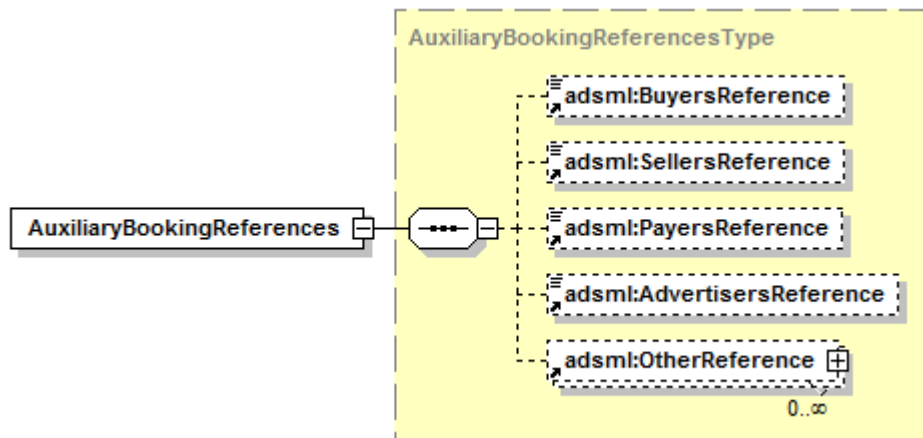 AuxiliaryBookingReferencesType
adsml:BuyersReference
adsml:SellersReference
AuxiliaryBookingReferences
adsml:PayersReference
adsml:AdvertisersReference
adsml:OtherReference
0..∞